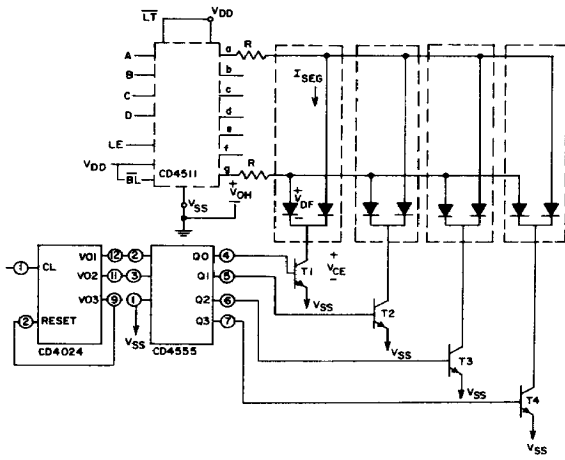 LT VDD
A a R
B b
C c
D d
LE e
f
VDD
BL
CD4511 g R
+
VOH
−
VSS
ISEG
+
VDF
−
1 CL VO1 12 2 Q0 4
VO2 11 3 Q1 5
VO3 9 1 Q2 6
2 RESET Q3 7
VSS
CD4024 CD4555
T1
+
VCE
−
VSS
T2
VSS
T3
VSS
T4
VSS